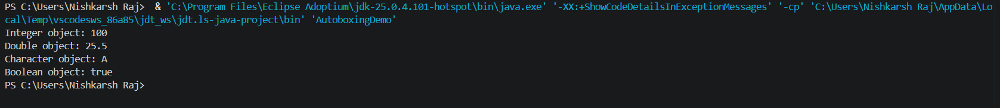 PS C:\Users\Nishkarsh Raj>  & 'C:\Program Files\Eclipse Adoptium\jdk-25.0.4.101-hotspot\bin\java.exe' '-XX:+ShowCodeDetailsInExceptionMessages' '-cp' 'C:\Users\Nishkarsh Raj\AppData\Lo
cal\Temp\vscodesws_86a85\jdt_ws\jdt.ls-java-project\bin' 'AutoboxingDemo'
Integer object: 100
Double object: 25.5
Character object: A
Boolean object: true
PS C:\Users\Nishkarsh Raj>